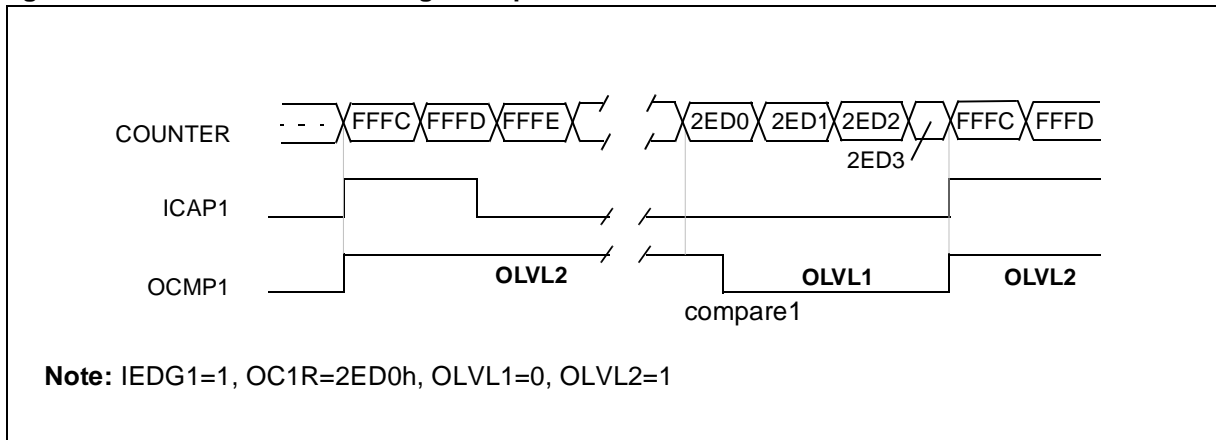 COUNTER - - - FFFC FFFD FFFE 2ED0 2ED1 2ED2 FFFC FFFD
2ED3
ICAP1
OCMP1 OLVL2 OLVL1 OLVL2
compare1
Note: IEDG1=1, OC1R=2ED0h, OLVL1=0, OLVL2=1